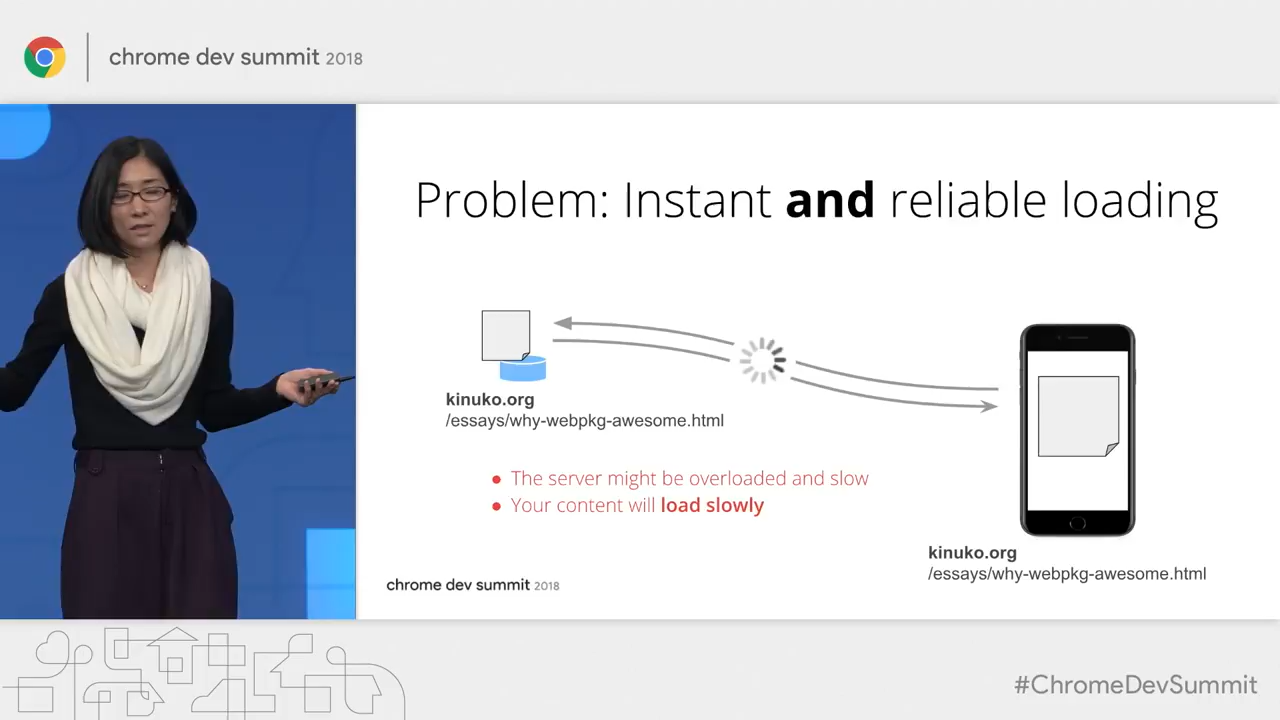 chrome dev summit 2018
Problem: Instant and reliable loading
kinuko.org
/essays/why-webpkg-awesome.html
The server might be overloaded and slow
Your content will load slowly
kinuko.org
/essays/why-webpkg-awesome.html
chrome dev summit 2018
#ChromeDevSummit